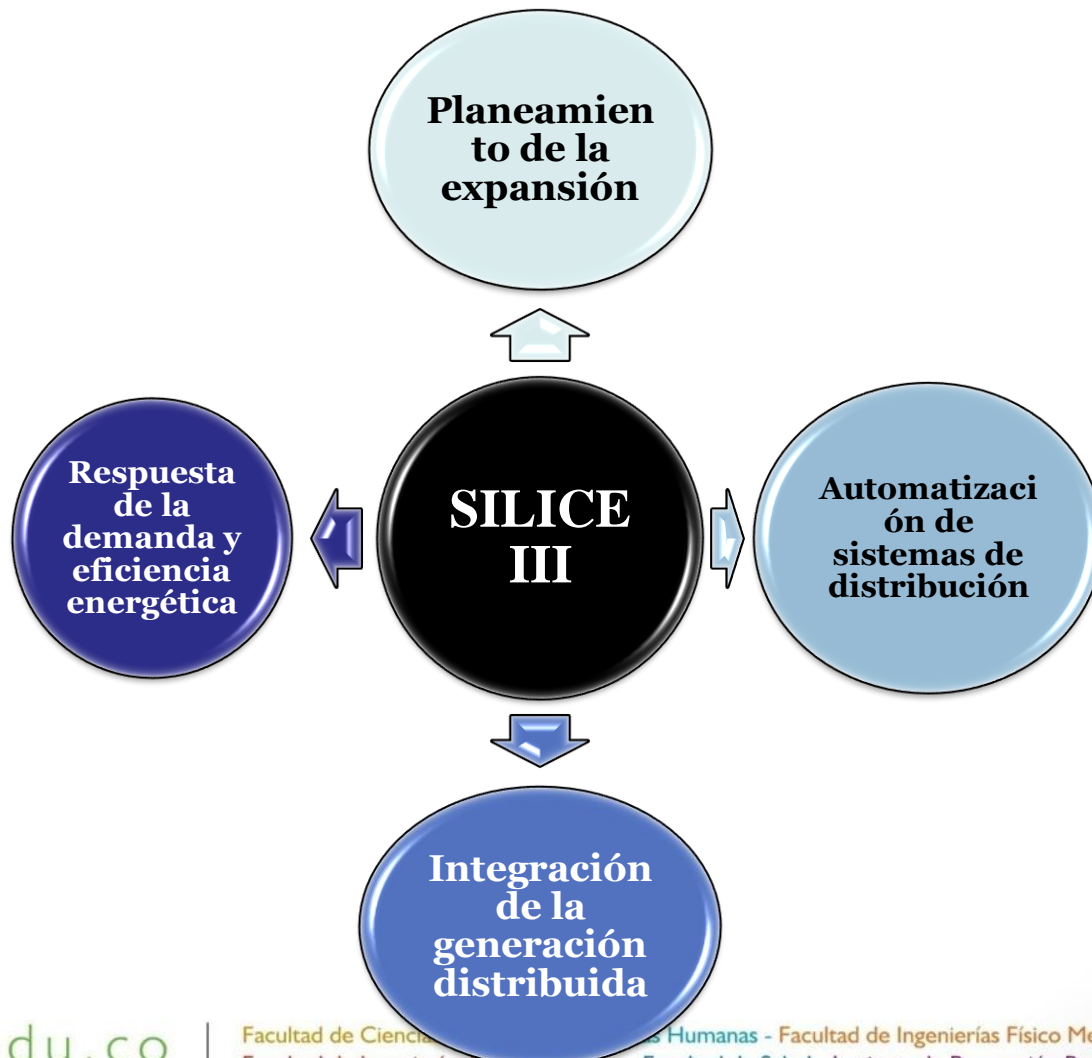 Planeamien
to de la
expansión
Respuesta
de la
demanda y
eficiencia
energética
SILICE
III
Automatizaci
ón de
sistemas de
distribución
Integración
de la
generación
distribuida
du.co
Facultad de Humanas - Facultad de Ingenierías Físico